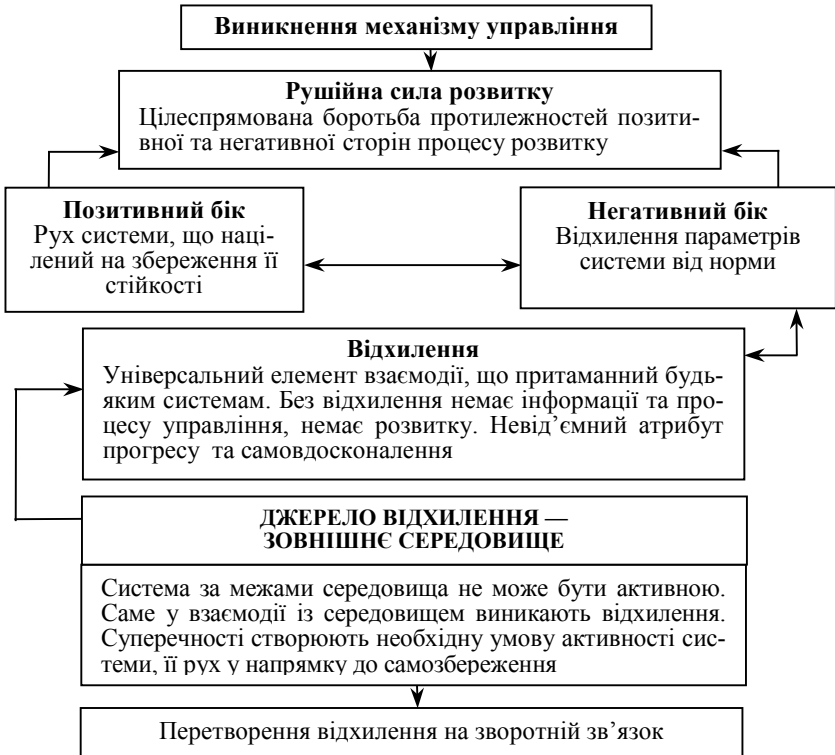 Виникнення механізму управління
Рушійна сила розвитку
Цілеспрямована боротьба протилежностей позити-
вної та негативної сторін процесу розвитку
Позитивний бік
Рух системи, що наці-
лений на збереження її
стійкості
Негативний бік
Відхилення параметрів
системи від норми
Відхилення
Універсальний елемент взаємодії, що притаманний будь-
яким системам. Без відхилення немає інформації та про-
цесу управління, немає розвитку. Невід’ємний атрибут
прогресу та самовдосконалення
ДЖЕРЕЛО ВІДХИЛЕННЯ —
ЗОВНІШНЄ СЕРЕДОВИЩЕ
Система за межами середовища не може бути активною.
Саме у взаємодії із середовищем виникають відхилення.
Суперечності створюють необхідну умову активності сис-
теми, її рух у напрямку до самозбереження
Перетворення відхилення на зворотній зв’язок